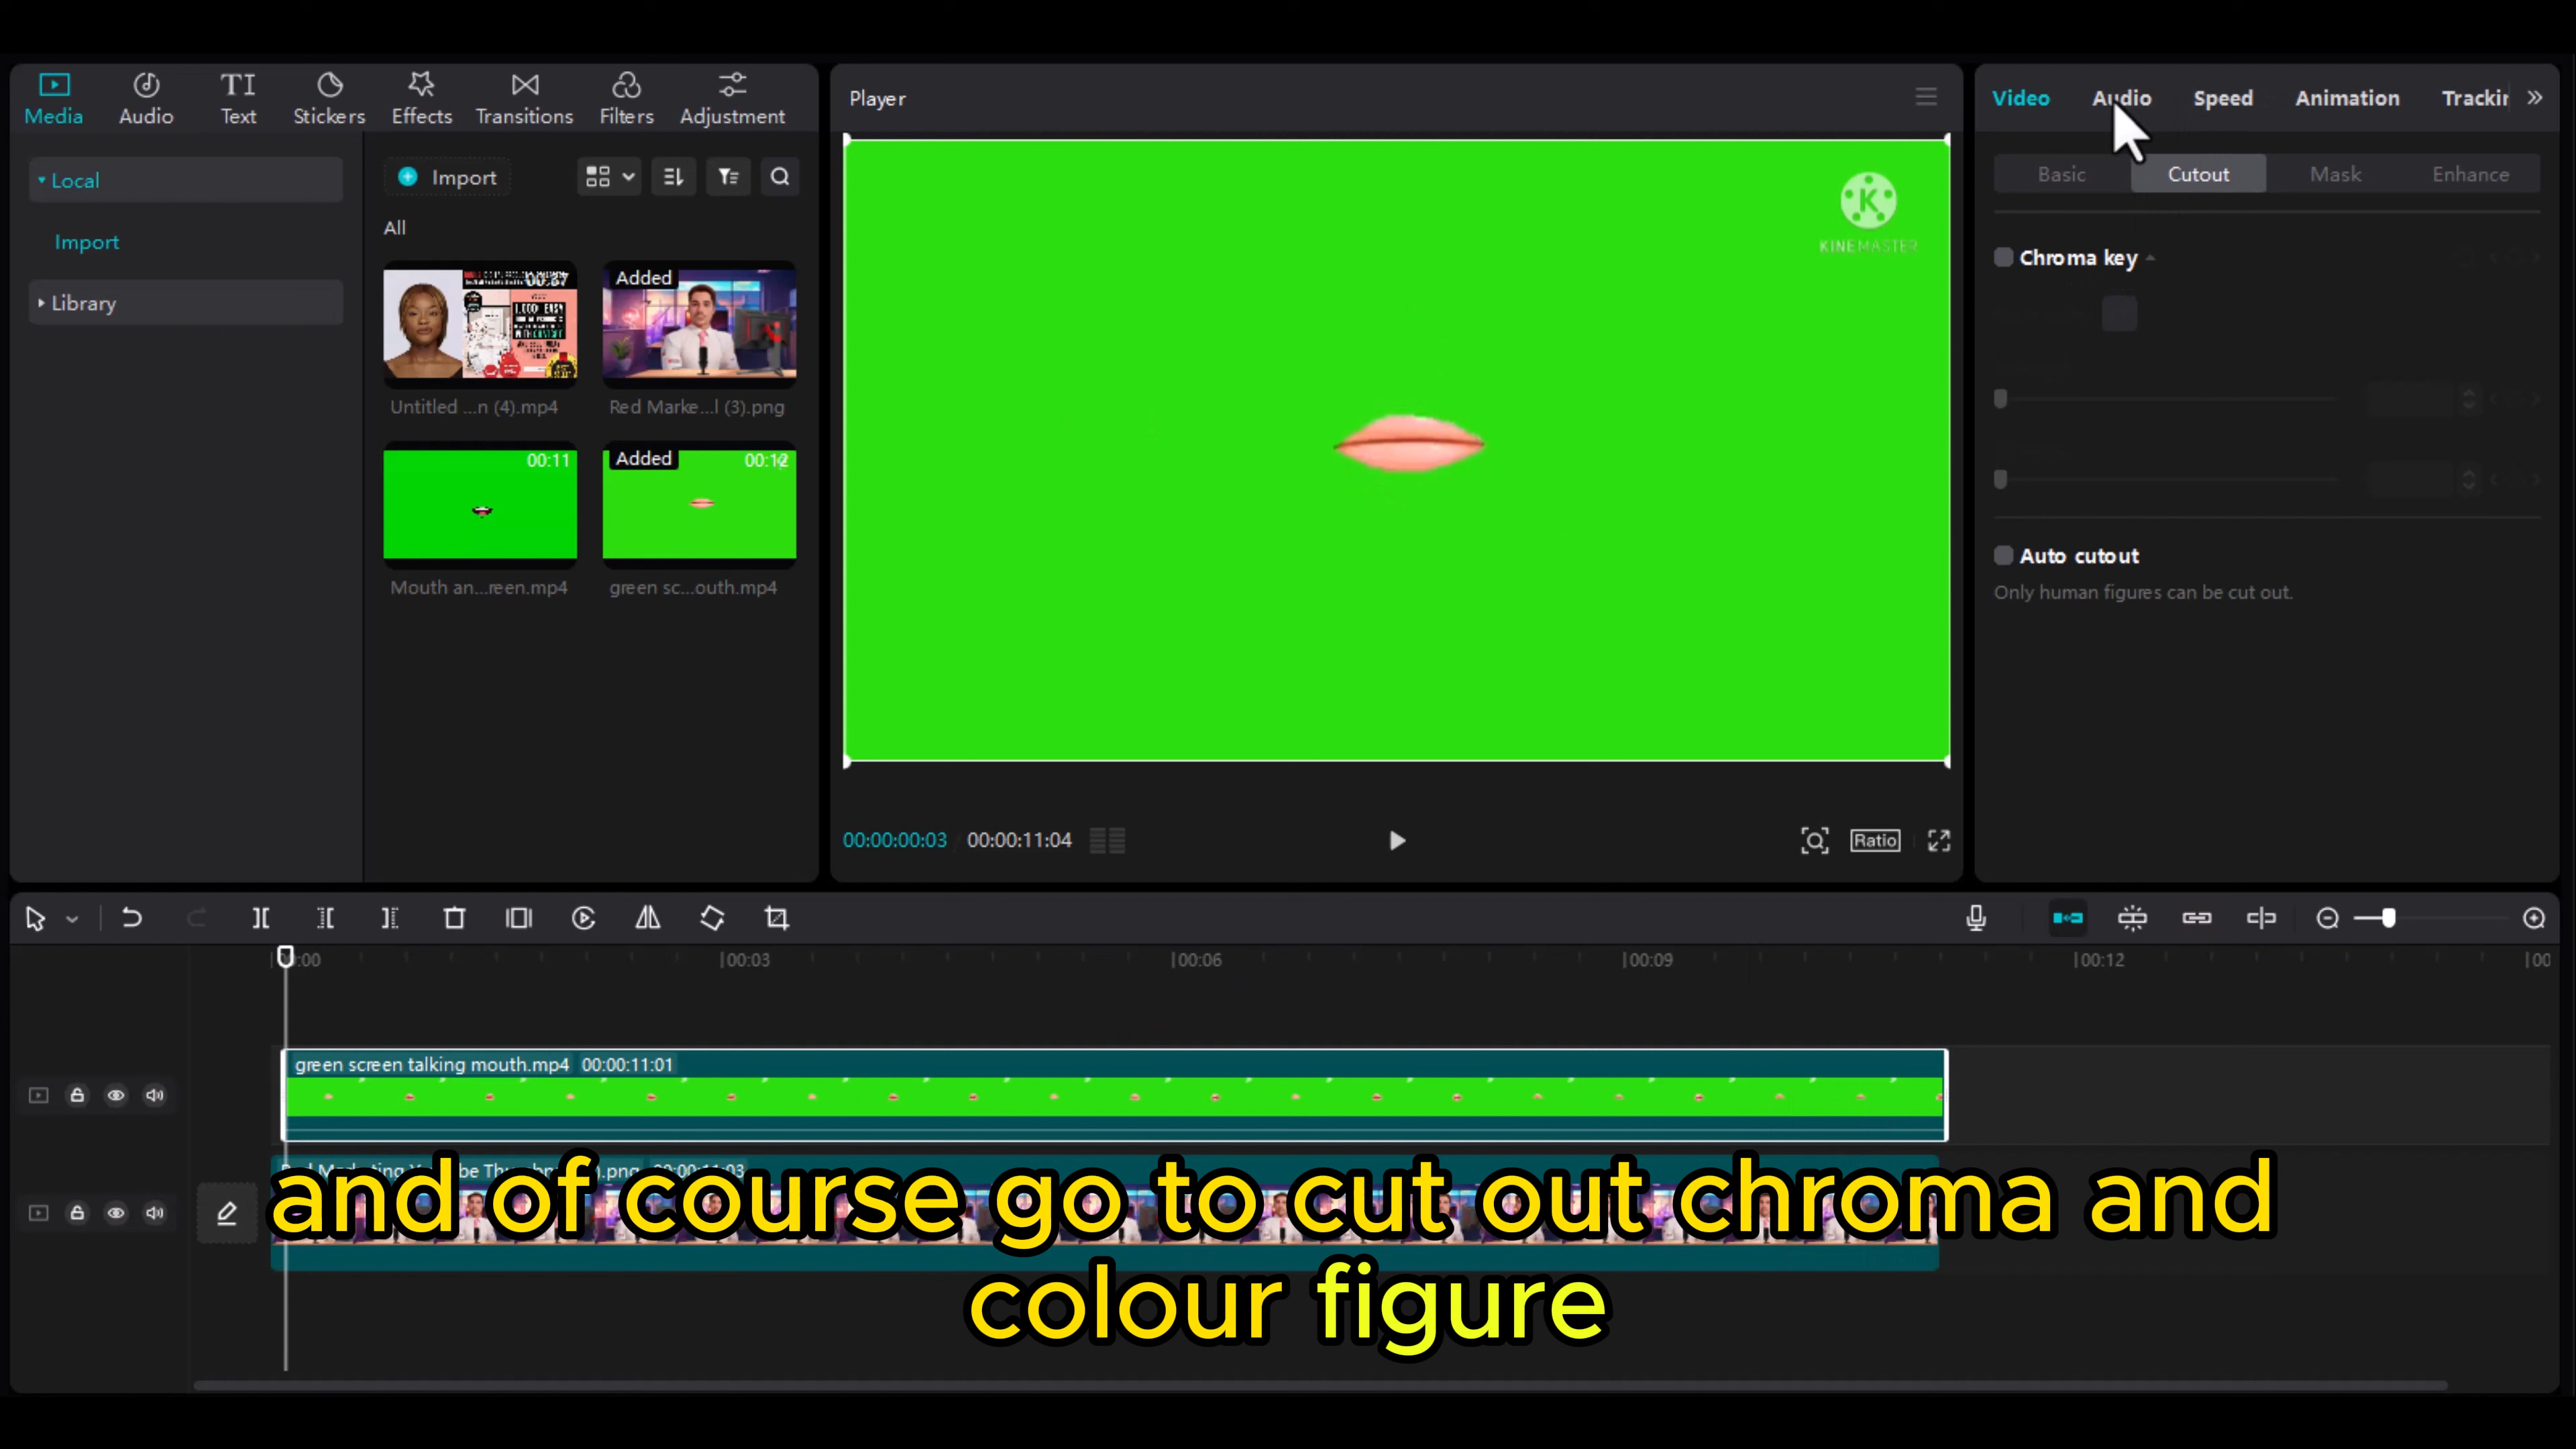 Media
Audio
Text
Stickers
Effects
Transitions
Filters
Adjustment
Local
Import
Library
Import
All
00:37
Untitled ...n (4).mp4
Added
Red Marke...l (3).png
00:11
Mouth an...reen.mp4
Added 00:12
green sc...outh.mp4
Player
KINEMASTER
00:00:00:03 00:00:11:04
Ratio
Video Audio Speed Animation
Basic Cutout Mask Enhance
Chroma key
Auto cutout
Only human figures can be cut out.
00:03 00:06 00:09 00:12
green screen talking mouth.mp4 00:00:11:01
and of course go to cut out chroma and
colour figure